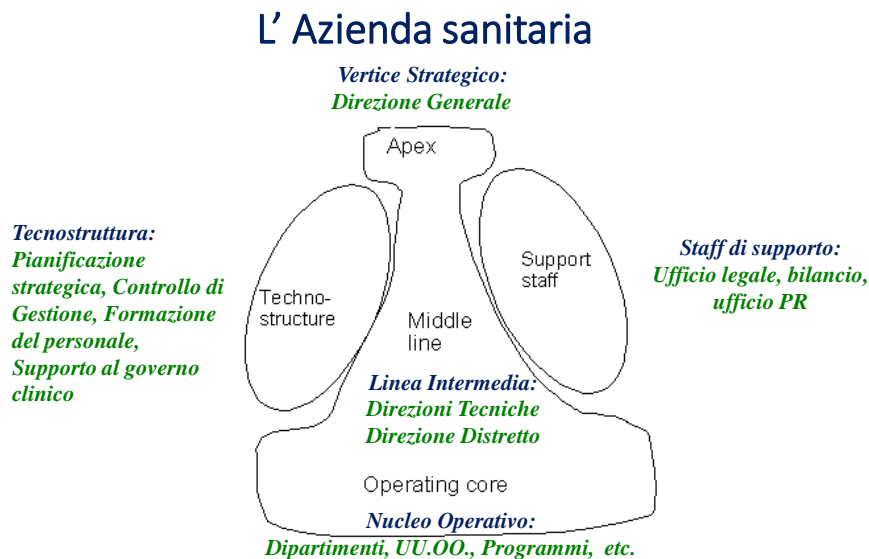 L’ Azienda sanitaria
Vertice Strategico:
Direzione Generale
Apex
Tecnostruttura:
Pianificazione
strategica, Controllo di
Gestione, Formazione
del personale,
Supporto al governo
clinico
Techno-
structure
Support
staff
Staff di supporto:
Ufficio legale, bilancio,
ufficio PR
Middle
line
Linea Intermedia:
Direzioni Tecniche
Direzione Distretto
Operating core
Nucleo Operativo:
Dipartimenti, UU.OO., Programmi, etc.